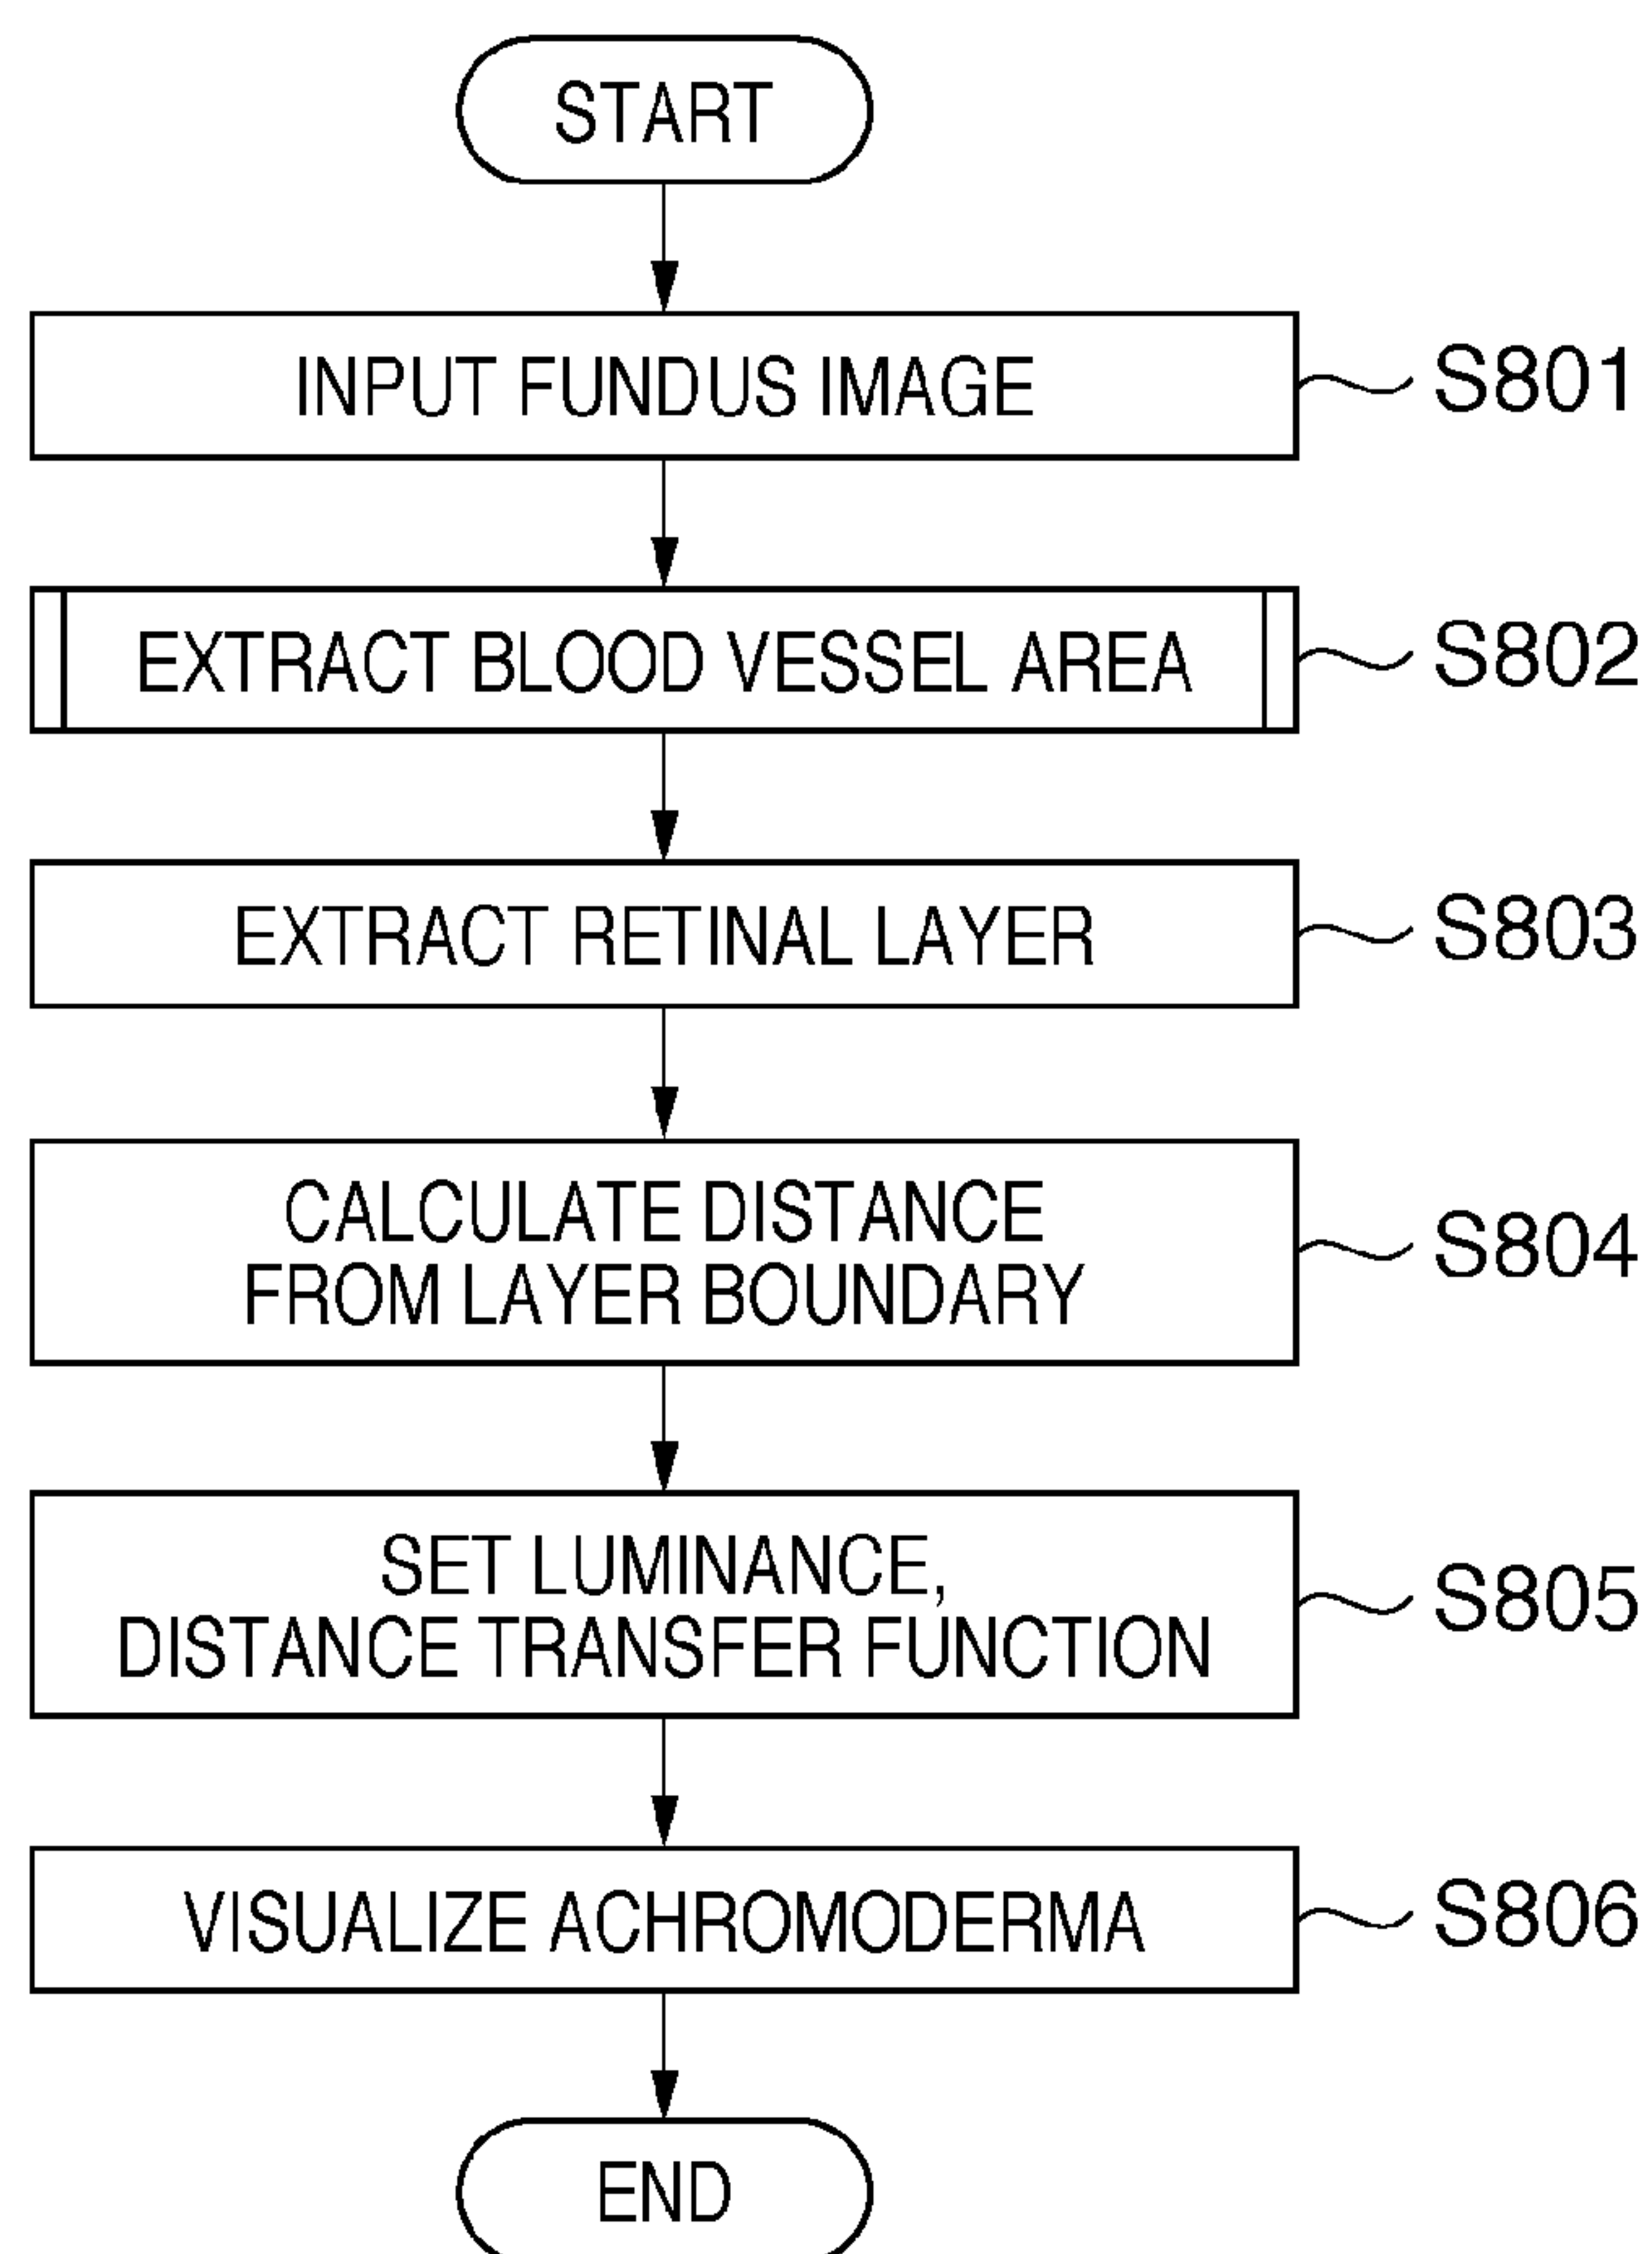 START
INPUT FUNDUS IMAGE
S801
EXTRACT BLOOD VESSEL AREA
S802
EXTRACT RETINAL LAYER
S803
CALCULATE DISTANCE
FROM LAYER BOUNDARY
S804
SET LUMINANCE,
DISTANCE TRANSFER FUNCTION
S805
VISUALIZE ACHROMODERMA
S806
END